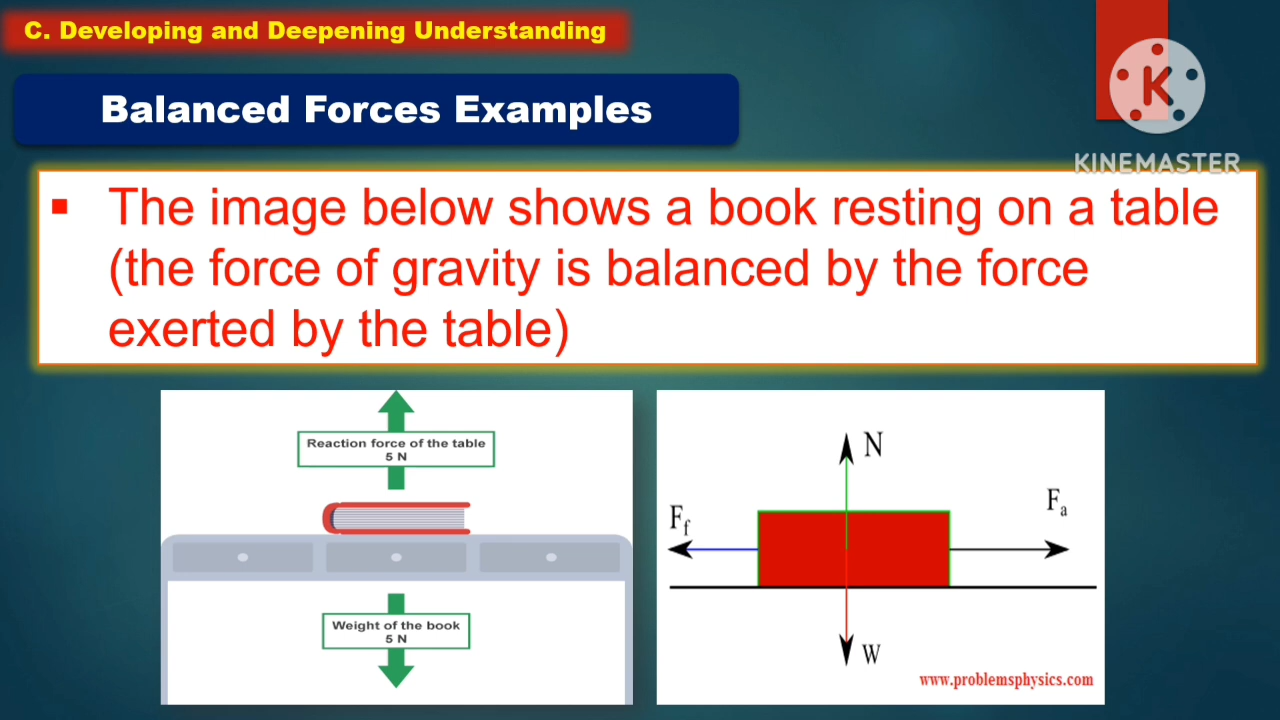 C. Developing and Deepening Understanding
Balanced Forces Examples
K
KINEMASTER
▪ The image below shows a book resting on a table
(the force of gravity is balanced by the force
exerted by the table)
Reaction force of the table
5 N
Weight of the book
5 N
N
Ff
Fa
W
www.problemsphysics.com